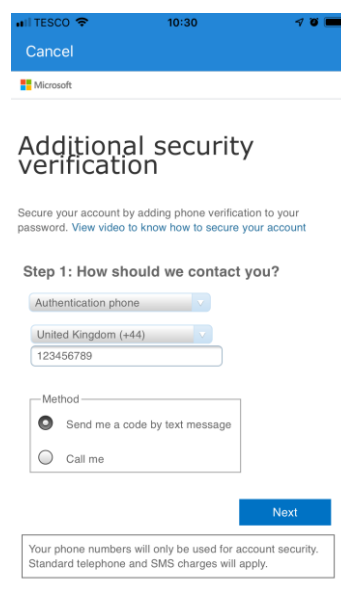 TESCO 10:30
Cancel
Microsoft
Additional security
verification
Secure your account by adding phone verification to your
password. View video to know how to secure your account
Step 1: How should we contact you?
Authentication phone
United Kingdom (+44)
123456789
Method
Send me a code by text message
Call me
Next
Your phone numbers will only be used for account security.
Standard telephone and SMS charges will apply.